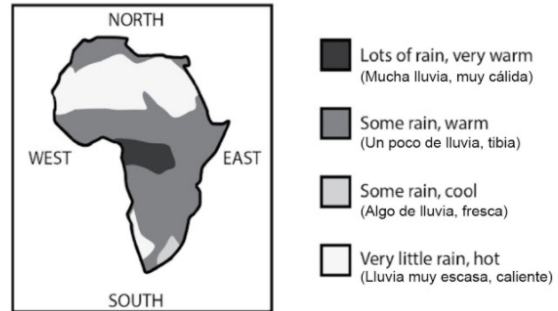 NORTH
WEST
EAST
SOUTH
Lots of rain, very warm
(Mucha lluvia, muy cálida)
Some rain, warm
(Un poco de lluvia, tibia)
Some rain, cool
(Algo de lluvia, fresca)
Very little rain, hot
(Lluvia muy escasa, caliente)